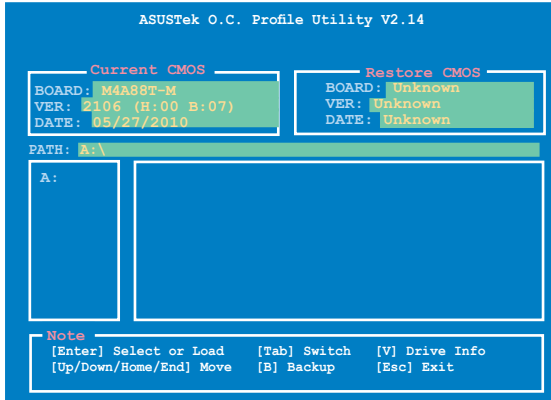 ASUSTek O.C. Profile Utility V2.14
Current CMOS
BOARD: M4A88T-M
VER: 2106 (H:00 B:07)
DATE: 05/27/2010
Restore CMOS
BOARD: Unknown
VER: Unknown
DATE: Unknown
PATH: A:\
A:
Note
[Enter] Select or Load [Tab] Switch [V] Drive Info
[Up/Down/Home/End] Move [B] Backup [Esc] Exit